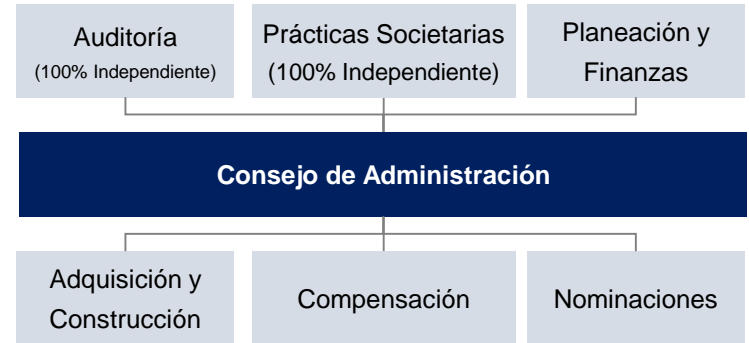 Auditoría
(100% Independiente)
Prácticas Societarias
(100% Independiente)
Planeación y
Finanzas
Consejo de Administración
Adquisición y
Construcción
Compensación
Nominaciones